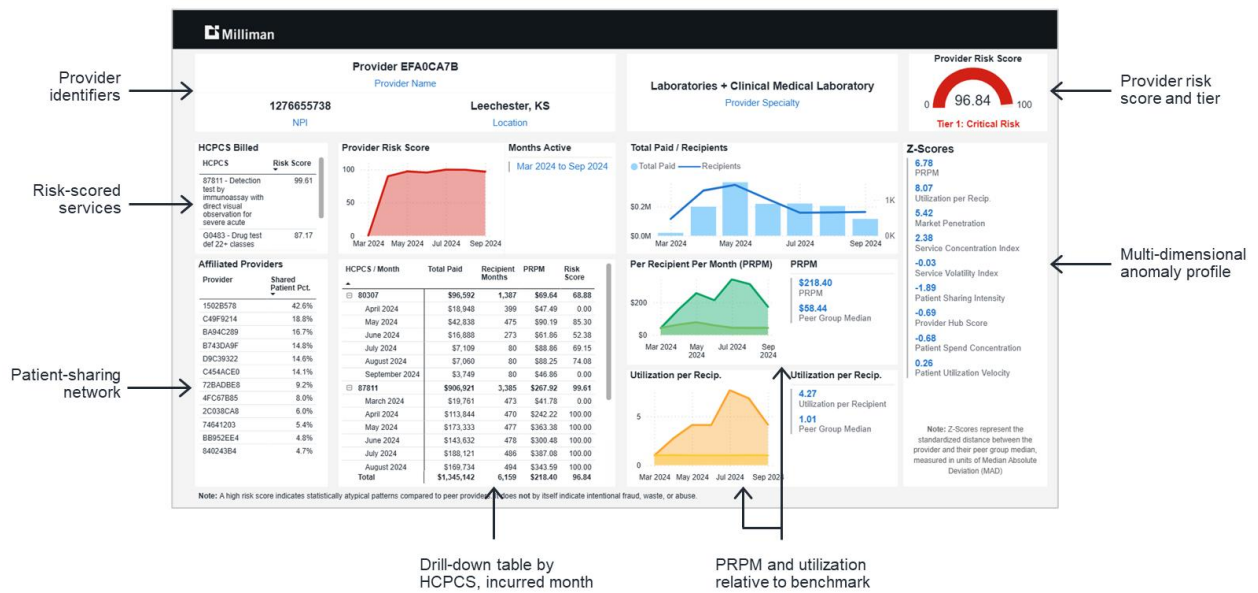 Milliman
Provider
identifiers
Risk-scored
services
Patient-sharing
network
Provider EFA0CA7B
Provider Name
1276655738
NPI
Leechester, KS
Location
Laboratories + Clinical Medical Laboratory
Provider Specialty
Provider Risk Score
0
96.84
100
Tier 1: Critical Risk
Provider risk
score and tier
HCPCS Billed
HCPCS Risk Score
87811 - Detection 99.61
test by
immunoassay with
direct visual
observation for
severe acute
G0483 - Drug test 87.17
def 22+ classes
Provider Risk Score
100
50
0
Mar 2024 May 2024 Jul 2024 Sep 2024
Months Active
Mar 2024 to Sep 2024
Total Paid / Recipients
Total Paid Recipients
$0.2M
$0.0M
1K
0K
Mar 2024 May 2024 Jul 2024 Sep 2024
Z-Scores
6.78
PRPM
8.07
Utilization per Recip.
5.42
Market Penetration
2.38
Service Concentration Index
-0.03
Service Volatility Index
-1.89
Patient Sharing Intensity
-0.69
Provider Hub Score
-0.68
Patient Spend Concentration
0.26
Patient Utilization Velocity
Note: Z-Scores represent the
standardized distance between the
provider and their peer group median,
measured in units of Median Absolute
Deviation (MAD)
Multi-dimensional
anomaly profile
Affiliated Providers
Provider Shared
Patient Pct.
1502B578 42.6%
C49F9214 18.8%
BA94C289 16.7%
B743DA9F 14.8%
D9C39322 14.6%
C454ACE0 14.1%
72BADBE8 9.2%
4FC67B85 8.0%
2C038CA8 6.0%
74641203 5.4%
BB952EE4 4.8%
840243B4 4.7%
HCPCS / Month Total Paid Recipient PRPM Risk
Months Score
80307 $96,592 1,387 $69.64 68.88
April 2024 $18,948 399 $47.49 0.00
May 2024 $42,838 475 $90.19 85.30
June 2024 $16,888 273 $61.86 52.38
July 2024 $7,109 80 $88.86 69.15
August 2024 $7,060 80 $88.25 74.08
September 2024 $3,749 80 $46.86 0.00
87811 $906,921 3,385 $267.92 99.61
March 2024 $19,761 473 $41.78 0.00
April 2024 $113,844 470 $242.22 100.00
May 2024 $173,333 477 $363.38 100.00
June 2024 $143,632 478 $300.48 100.00
July 2024 $188,121 486 $387.08 100.00
August 2024 $169,734 494 $343.59 100.00
Total $1,345,142 6,159 $218.40 96.84
Per Recipient Per Month (PRPM)
$200
$0
Mar 2024 May Jul 2024 Sep
2024 2024
PRPM
$218.40
PRPM
$58.44
Peer Group Median
Utilization per Recip.
5
0
Mar 2024 May 2024 Jul 2024 Sep 2024
Utilization per Recip.
4.27
Utilization per Recipient
1.01
Peer Group Median
Note: A high risk score indicates statistically atypical patterns compared to peer providers. does not by itself indicate intentional fraud, waste, or abuse.
Drill-down table by
HCPCS, incurred month
PRPM and utilization
relative to benchmark